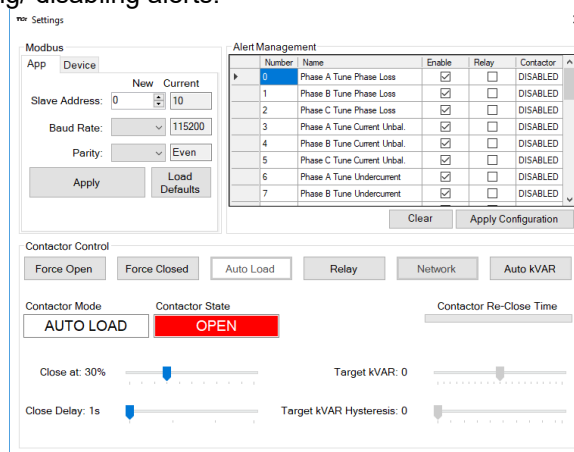 g/ disabling alerts.
TCI Settings
Modbus
App Device
New Current
Slave Address: 0 10
Baud Rate: 115200
Parity: Even
Apply Load Defaults
Alert Management
Number Name Enable Relay Contactor
0 Phase A Tune Phase Loss DISABLED
1 Phase B Tune Phase Loss DISABLED
2 Phase C Tune Phase Loss DISABLED
3 Phase A Tune Current Unbal. DISABLED
4 Phase B Tune Current Unbal. DISABLED
5 Phase C Tune Current Unbal. DISABLED
6 Phase A Tune Undercurrent DISABLED
7 Phase B Tune Undercurrent DISABLED
Clear Apply Configuration
Contactor Control
Force Open Force Closed Auto Load Relay Network Auto kVAR
Contactor Mode Contactor State Contactor Re-Close Time
AUTO LOAD OPEN
Close at: 30% Target kVAR: 0
Close Delay: 1s Target kVAR Hysteresis: 0